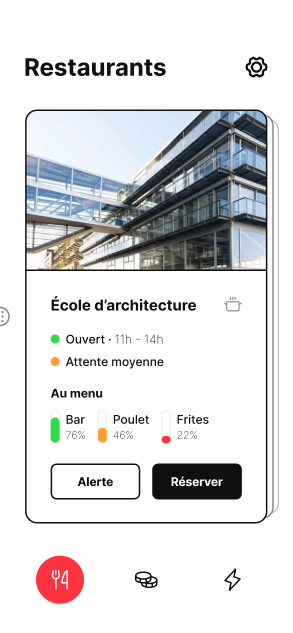 Restaurants
École d’architecture
Ouvert · 11h - 14h
Attente moyenne
Au menu
Bar Poulet Frites
76% 46% 22%
Alerte Réserver